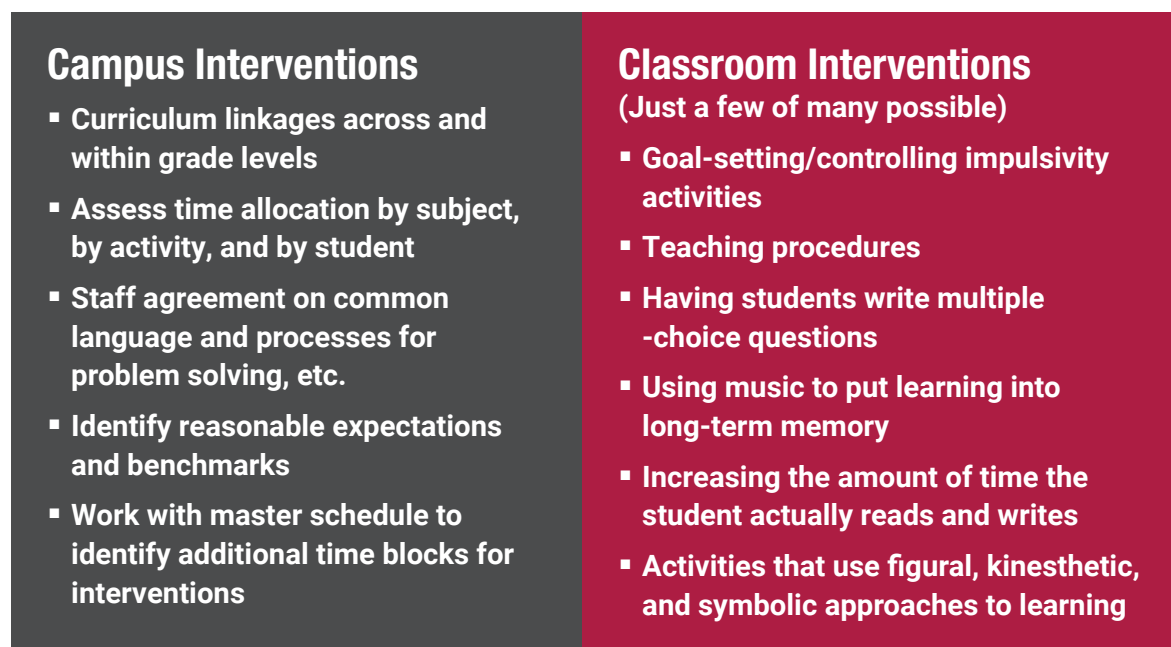 Campus Interventions
▪ Curriculum linkages across and
within grade levels
▪ Assess time allocation by subject,
by activity, and by student
▪ Staff agreement on common
language and processes for
problem solving, etc.
▪ Identify reasonable expectations
and benchmarks
▪ Work with master schedule to
identify additional time blocks for
interventions
Classroom Interventions
(Just a few of many possible)
▪ Goal-setting/controlling impulsivity
activities
▪ Teaching procedures
▪ Having students write multiple
-choice questions
▪ Using music to put learning into
long-term memory
▪ Increasing the amount of time the
student actually reads and writes
▪ Activities that use figural, kinesthetic,
and symbolic approaches to learning